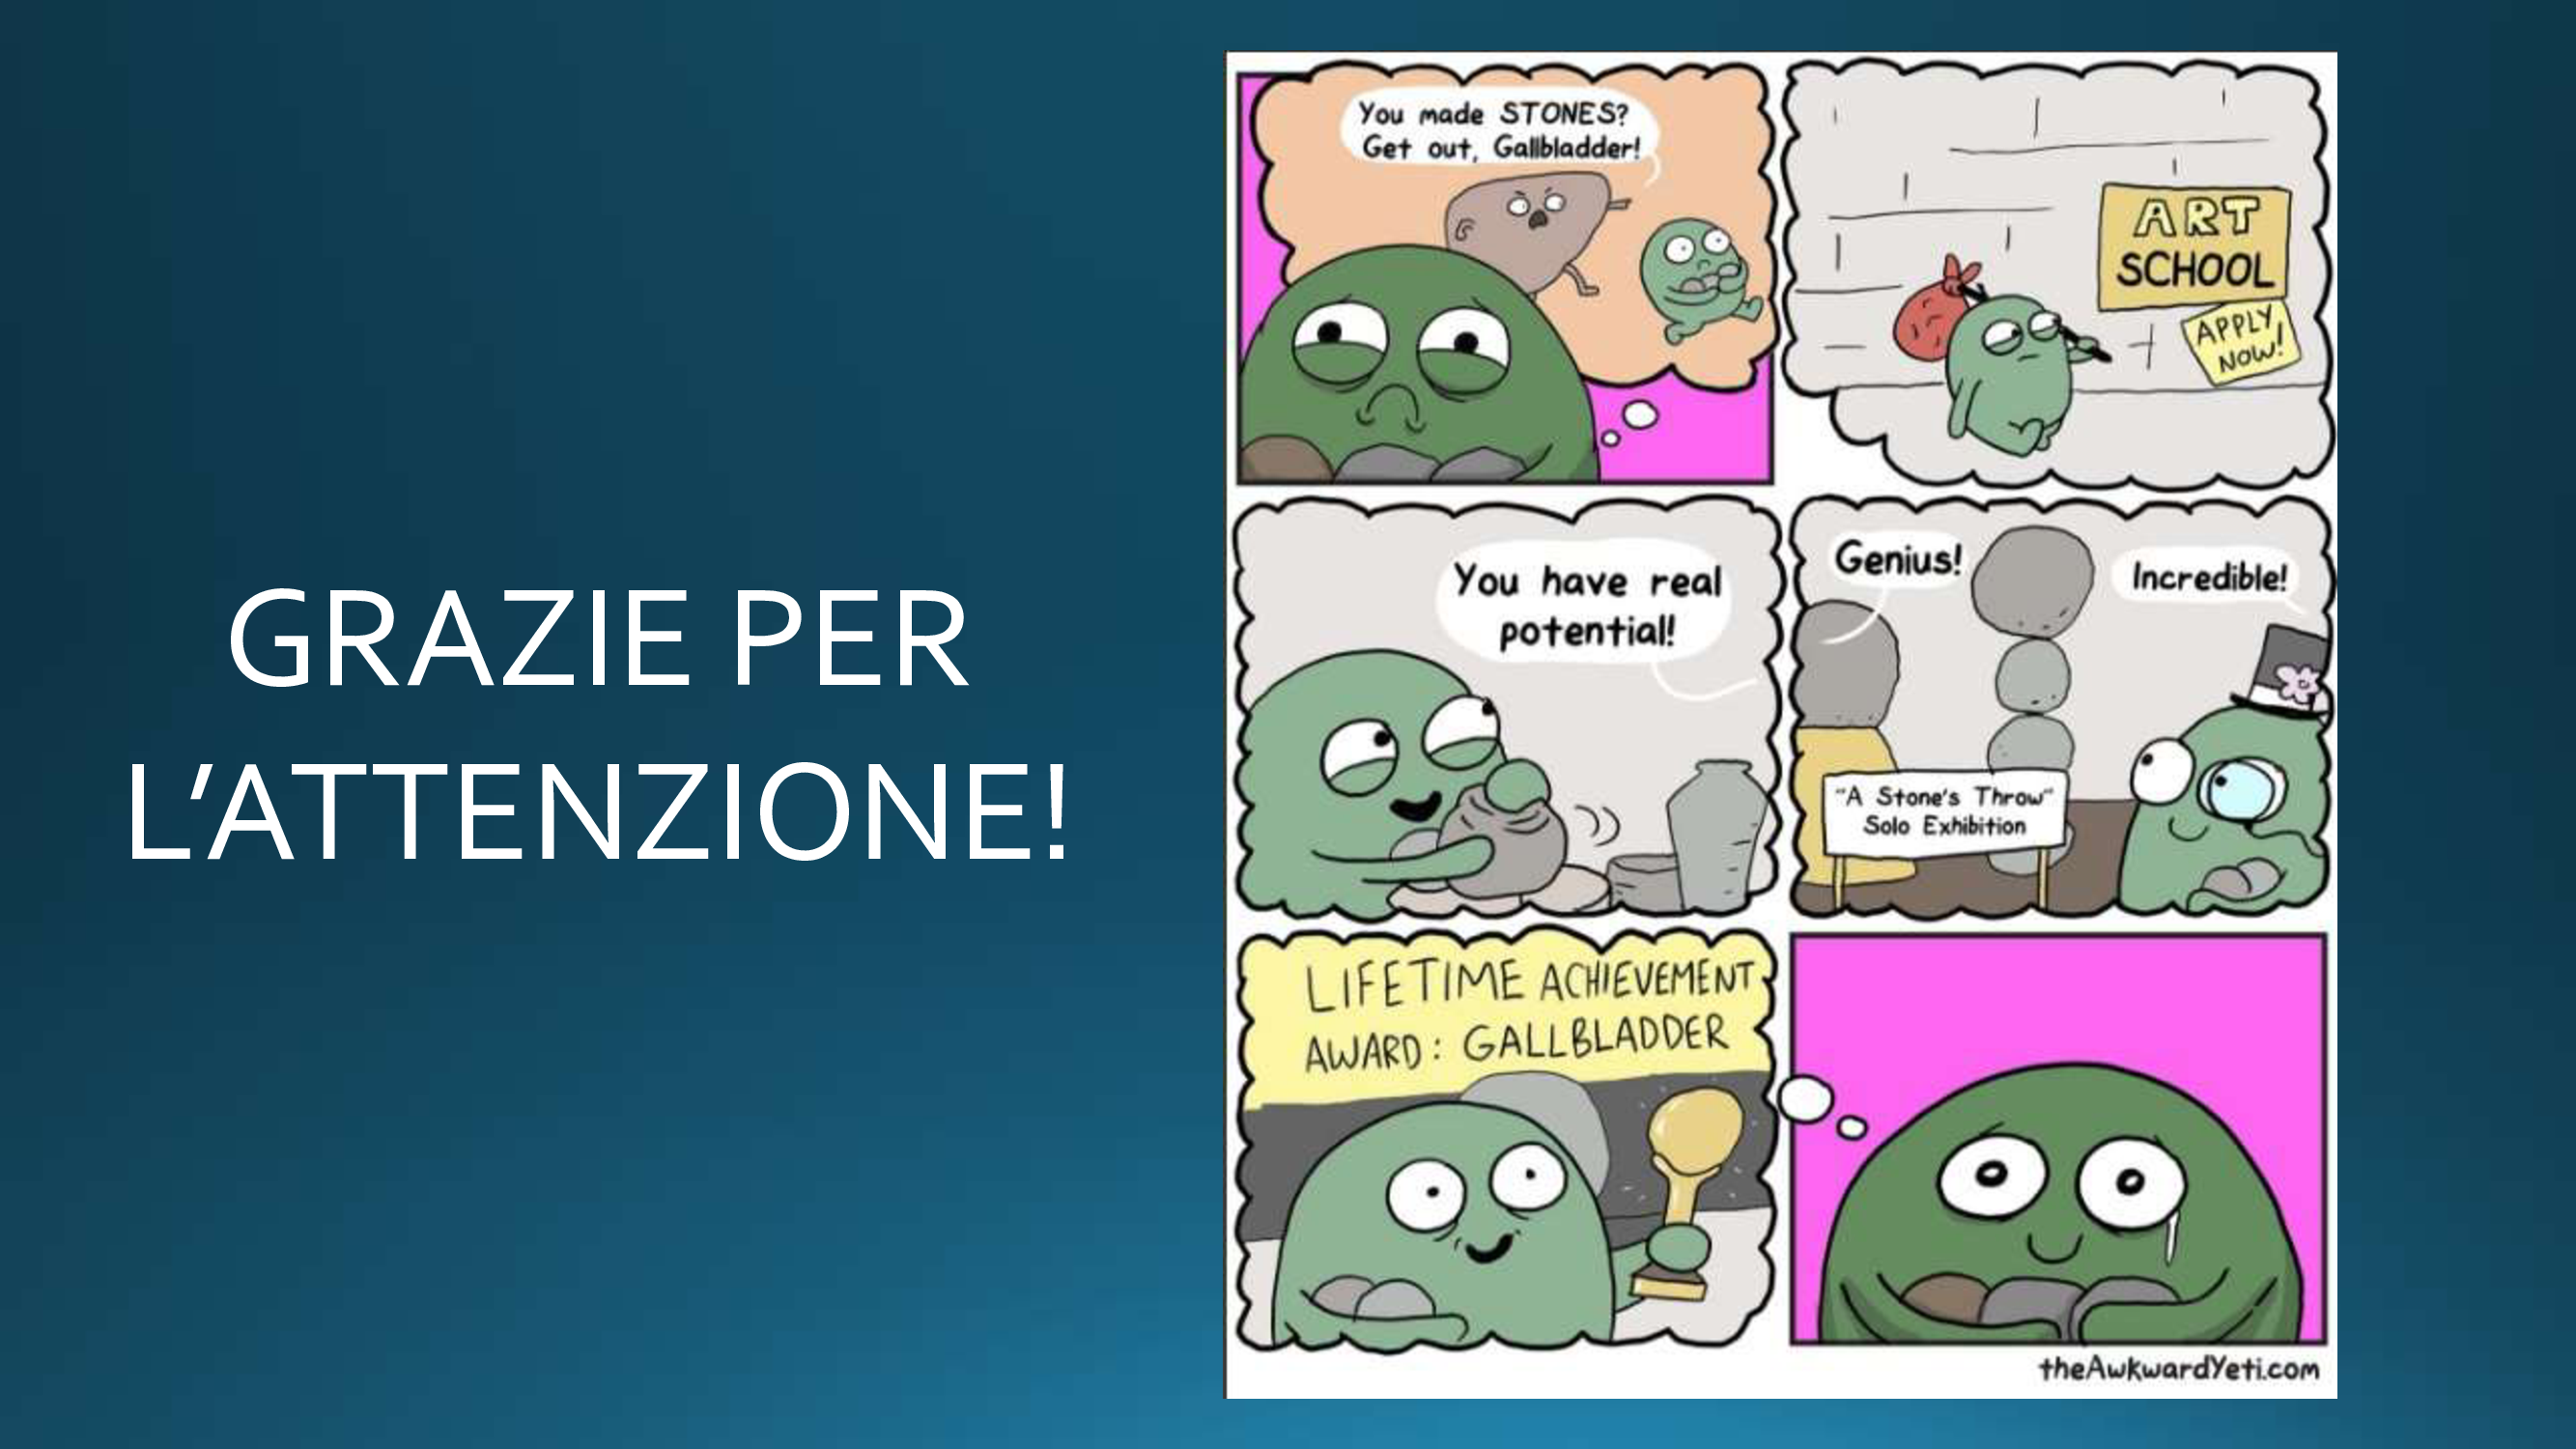 GRAZIE PER
L'ATTENZIONE!
You made STONES?
Get out, Gallbladder!
ART
SCHOOL
APPLY
NOW!
You have real
potential!
Genius!
Incredible!
"A Stone's Throw"
Solo Exhibition
LIFETIME ACHIEVEMENT
AWARD: GALLBLADDER
theAwkwardYeti.com